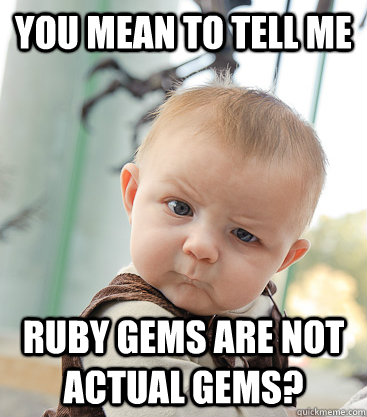 YOU MEAN TO TELL ME
RUBY GEMS ARE NOT
ACTUAL GEMS?
quickmeme.com